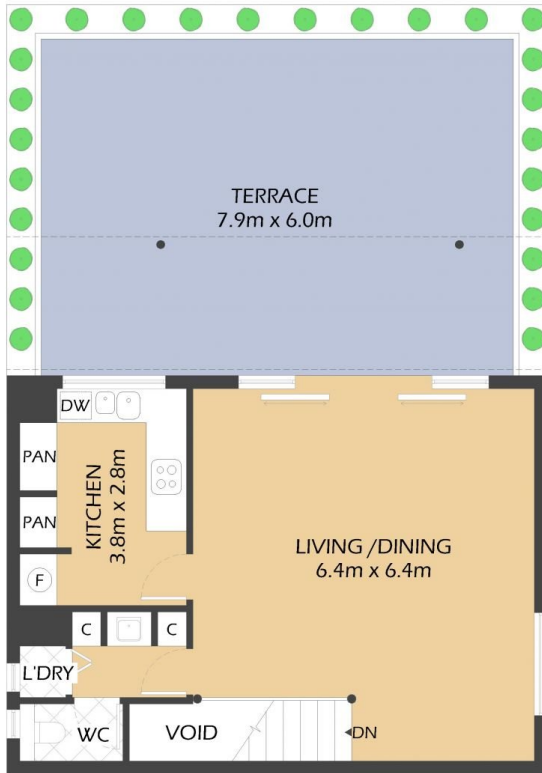 TERRACE
7.9m x 6.0m
DW
PAN
KITCHEN
3.8m x 2.8m
PAN
LIVING /DINING
6.4m x 6.4m
F
C
C
L'DRY
WC
VOID
DN